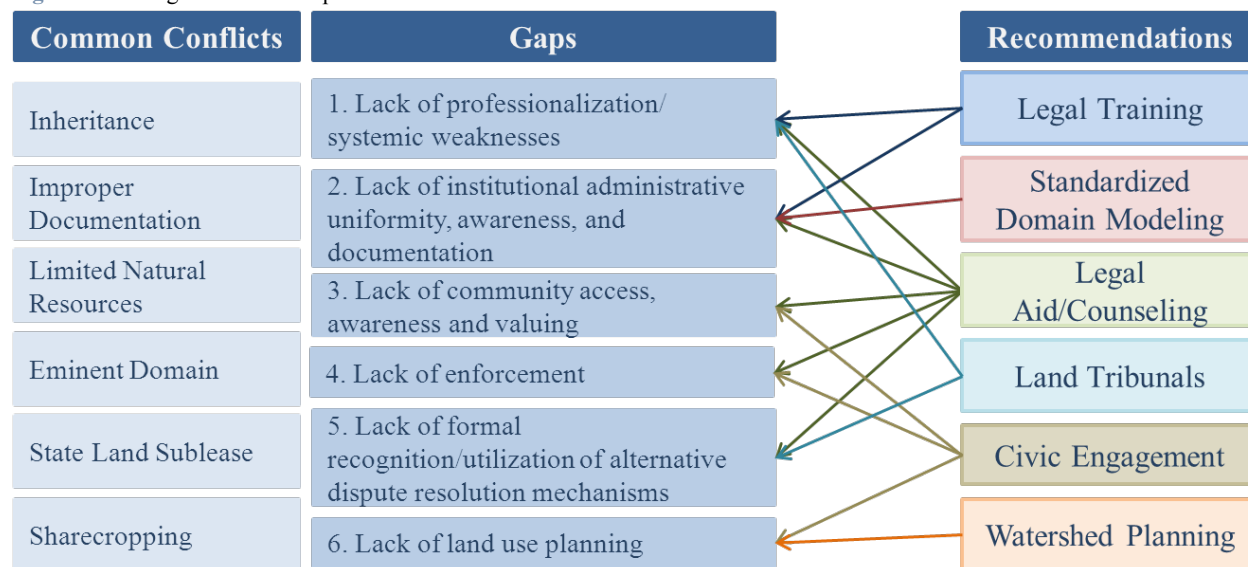 Common Conflicts
Gaps
Recommendations
Inheritance
Improper
Documentation
Limited Natural
Resources
Eminent Domain
State Land Sublease
Sharecropping
1. Lack of professionalization/
systemic weaknesses
2. Lack of institutional administrative
uniformity, awareness, and
documentation
3. Lack of community access,
awareness and valuing
4. Lack of enforcement
5. Lack of formal
recognition/utilization of alternative
dispute resolution mechanisms
6. Lack of land use planning
Legal Training
Standardized
Domain Modeling
Legal
Aid/Counseling
Land Tribunals
Civic Engagement
Watershed Planning